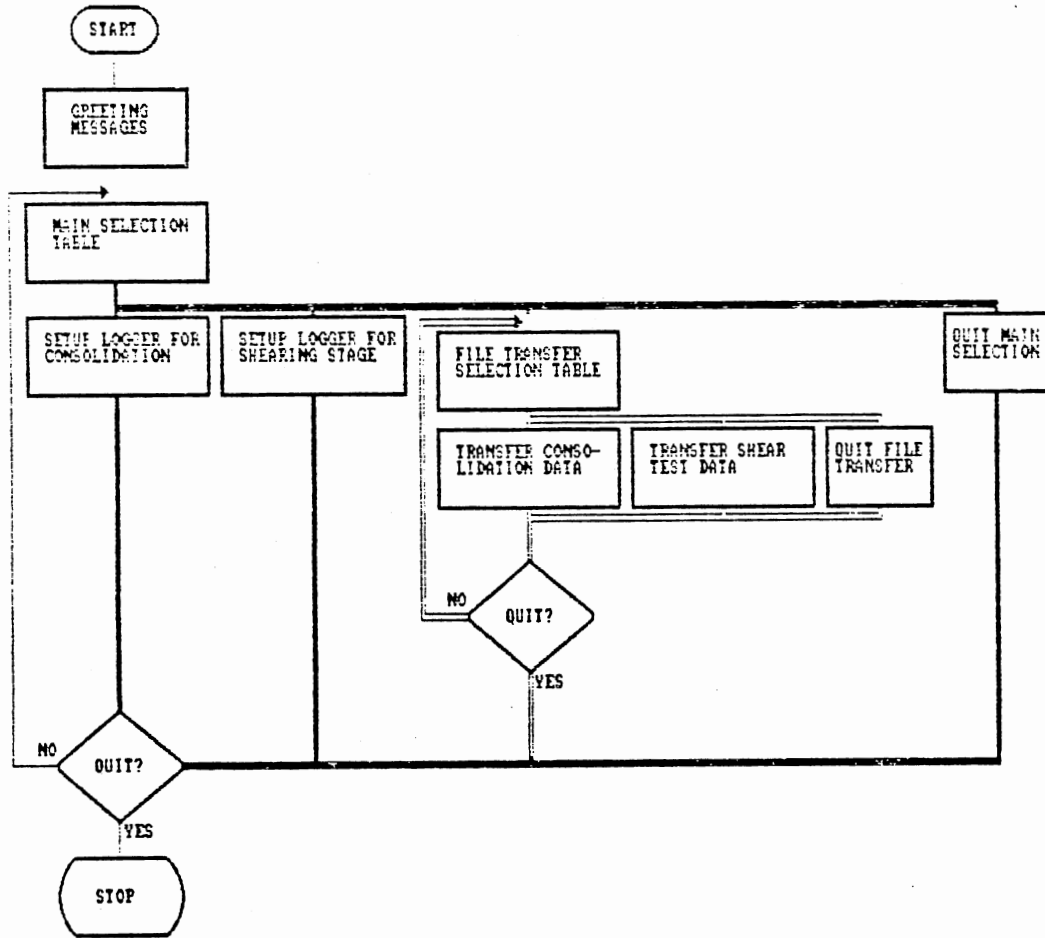 START
GREETING
MESSAGES
MAIN SELECTION
TABLE
SETUP LOGGER FOR
CONSOLIDATION
SETUP LOGGER FOR
SHEARING STAGE
FILE TRANSFER
SELECTION TABLE
QUIT MAIN
SELECTION
TRANSFER CONSO-
LIDATION DATA
TRANSFER SHEAR
TEST DATA
QUIT FILE
TRANSFER
NO
QUIT?
YES
NO
QUIT?
YES
STOP